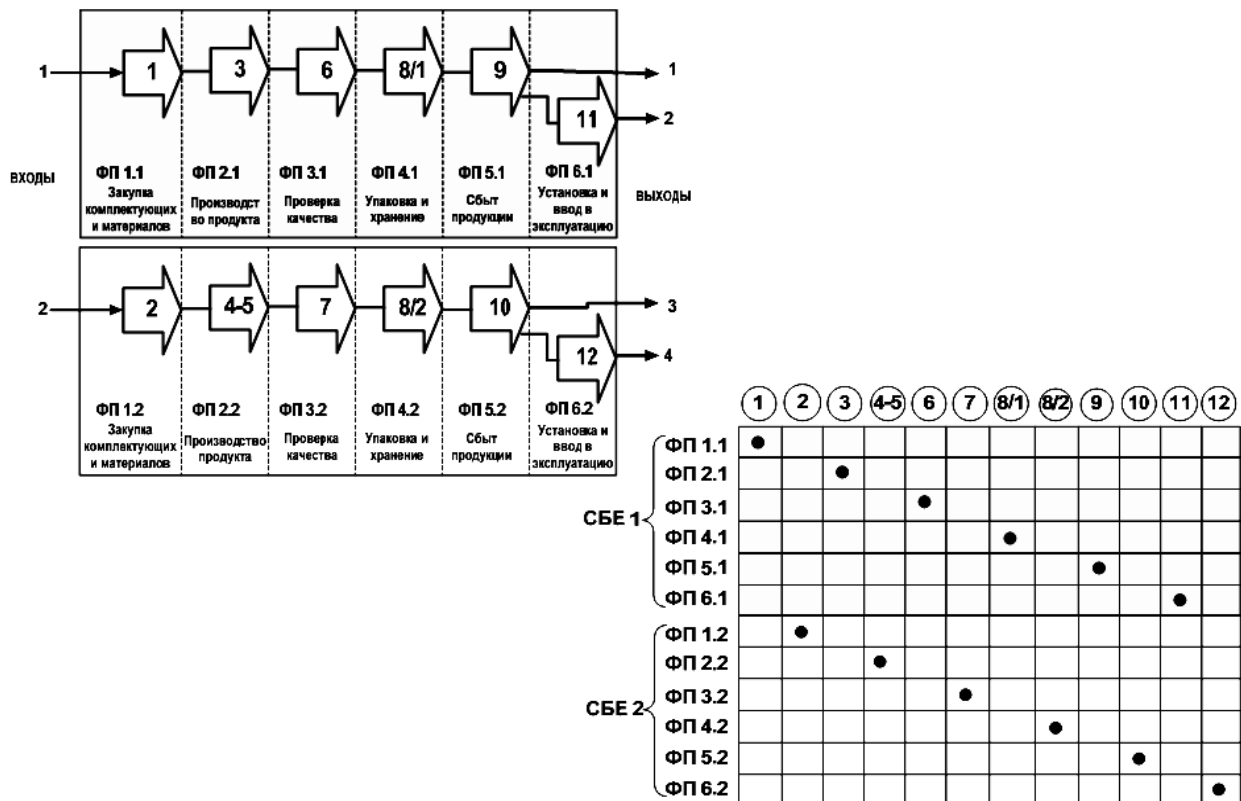 1
1
3
6
8/1
9
1
11
2
ВХОДЫ
ФП 1.1
Закупка
комплектующих
и материалов
ФП 2.1
Производст
во продукта
ФП 3.1
Проверка
качества
ФП 4.1
Упаковка и
хранение
ФП 5.1
Сбыт
продукции
ФП 6.1
Установка и
ввод в
эксплуатацию
ВЫХОДЫ
2
2
4-5
7
8/2
10
3
12
4
ФП 1.2
Закупка
комплектующих
и материалов
ФП 2.2
Производство
продукта
ФП 3.2
Проверка
качества
ФП 4.2
Упаковка и
хранение
ФП 5.2
Сбыт
продукции
ФП 6.2
Установка и
ввод в
эксплуатацию
1 2 3 4-5 6 7 8/1 8/2 9 10 11 12
СБЕ 1
ФП 1.1
ФП 2.1
ФП 3.1
ФП 4.1
ФП 5.1
ФП 6.1
СБЕ 2
ФП 1.2
ФП 2.2
ФП 3.2
ФП 4.2
ФП 5.2
ФП 6.2